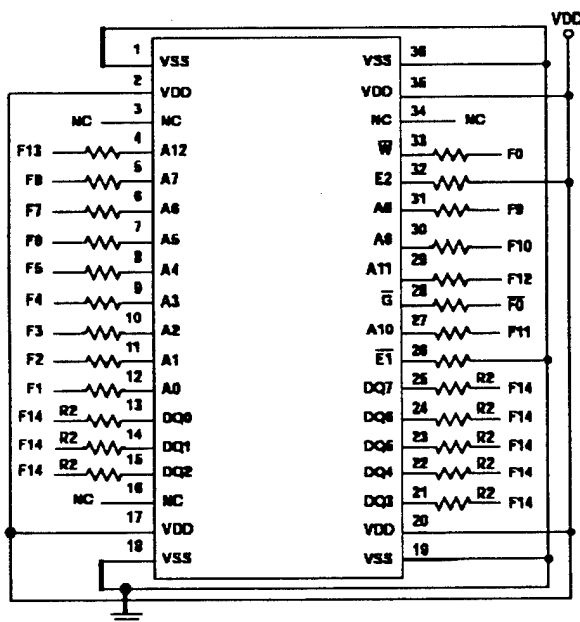 VDD
1 VSS VSS 36
2 VDD VDD 35
NC 3 NC NC 34 NC
F13 4 A12 W̅ 33 F0
F8 5 A7 E2 32
F7 6 A6 A8 31 F9
F6 7 A5 A9 30 F10
F5 8 A4 A11 29 F12
F4 9 A3 G̅ 28 F̅0̅
F3 10 A2 A10 27 F11
F2 11 A1 E̅1̅ 26
F1 12 A0 DQ7 25 R2 F14
F14 R2 13 DQ0 DQ6 24 R2 F14
F14 R2 14 DQ1 DQ5 23 R2 F14
F14 R2 15 DQ2 DQ4 22 R2 F14
NC 16 NC DQ3 21 R2 F14
17 VDD VDD 20
18 VSS VSS 19